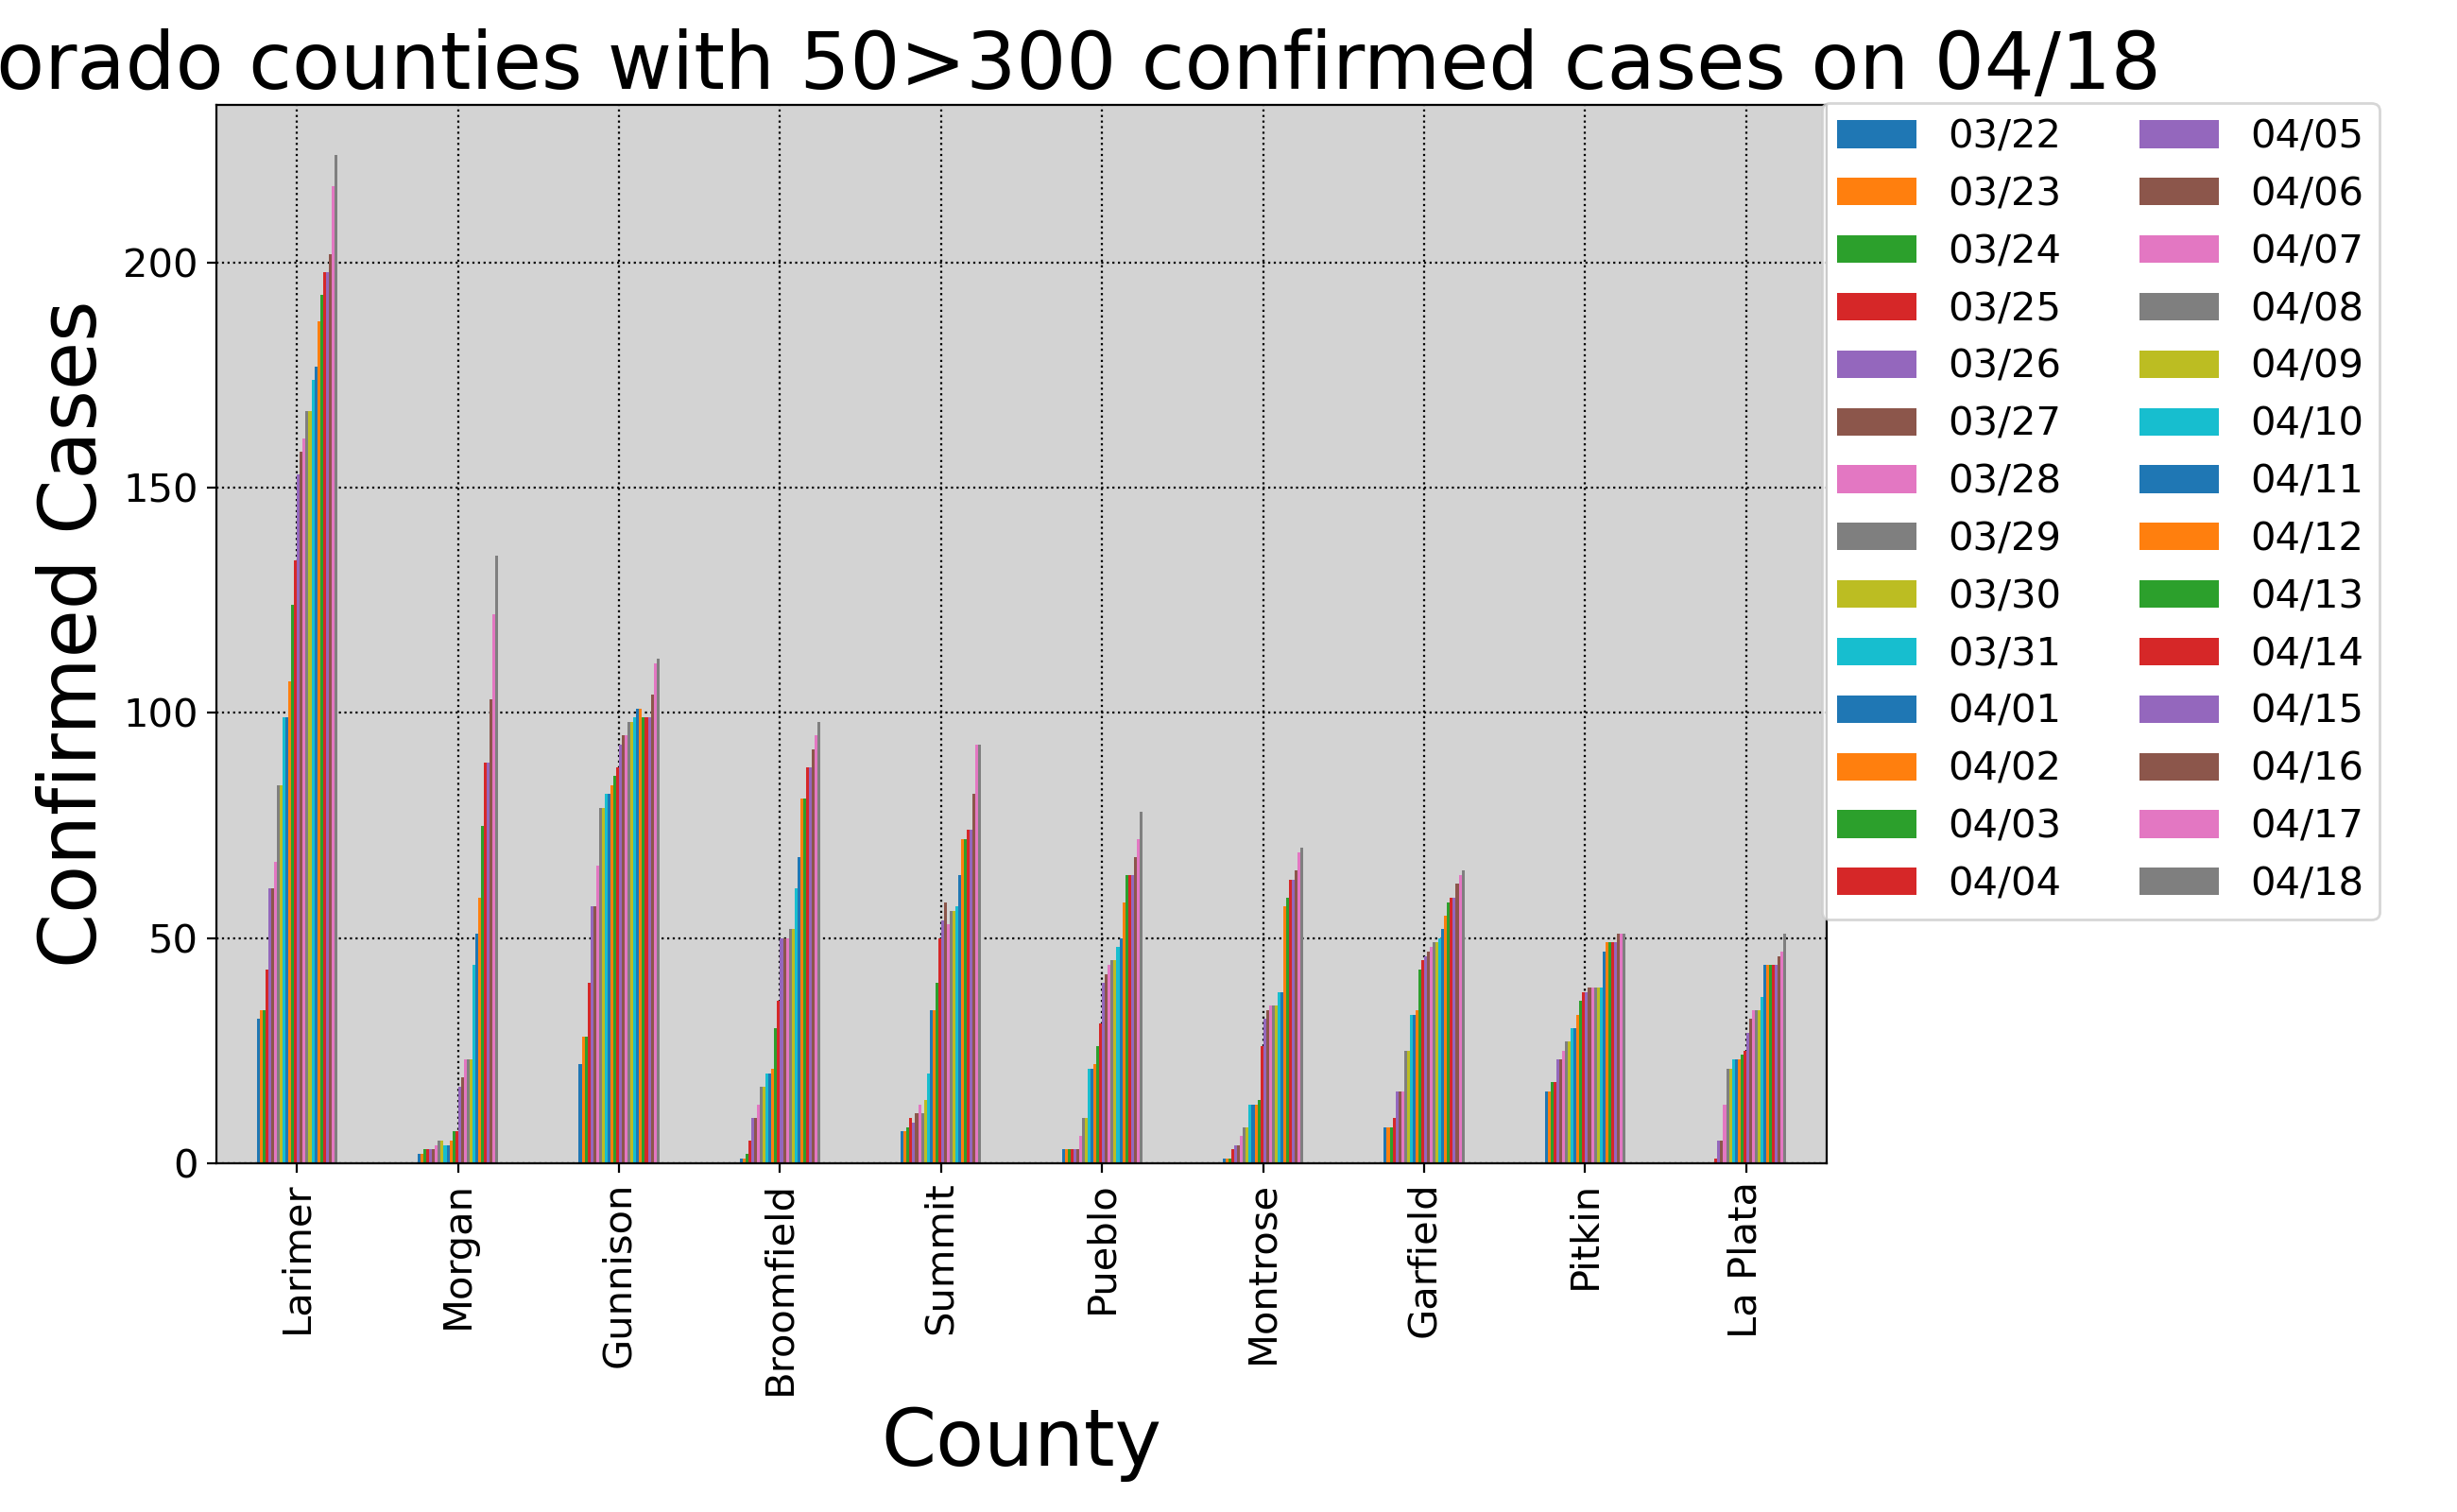 orado counties with 50>300 confirmed cases on 04/18
Confirmed Cases
200
150
100
50
0
Larimer
Morgan
Gunnison
Broomfield
Summit
Pueblo
Montrose
Garfield
Pitkin
La Plata
County
03/22
03/23
03/24
03/25
03/26
03/27
03/28
03/29
03/30
03/31
04/01
04/02
04/03
04/04
04/05
04/06
04/07
04/08
04/09
04/10
04/11
04/12
04/13
04/14
04/15
04/16
04/17
04/18